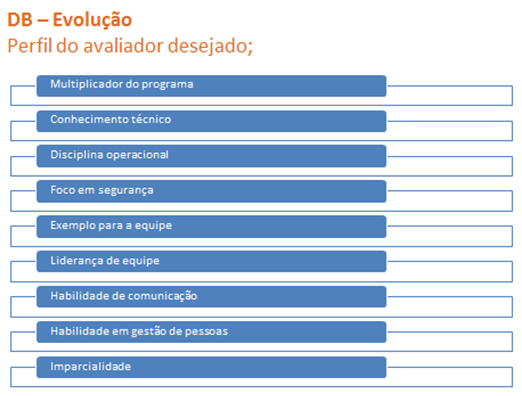 DB – Evolução
Perfil do avaliador desejado;
Multiplicador do programa
Conhecimento técnico
Disciplina operacional
Foco em segurança
Exemplo para a equipe
Liderança de equipe
Habilidade de comunicação
Habilidade em gestão de pessoas
Imparcialidade